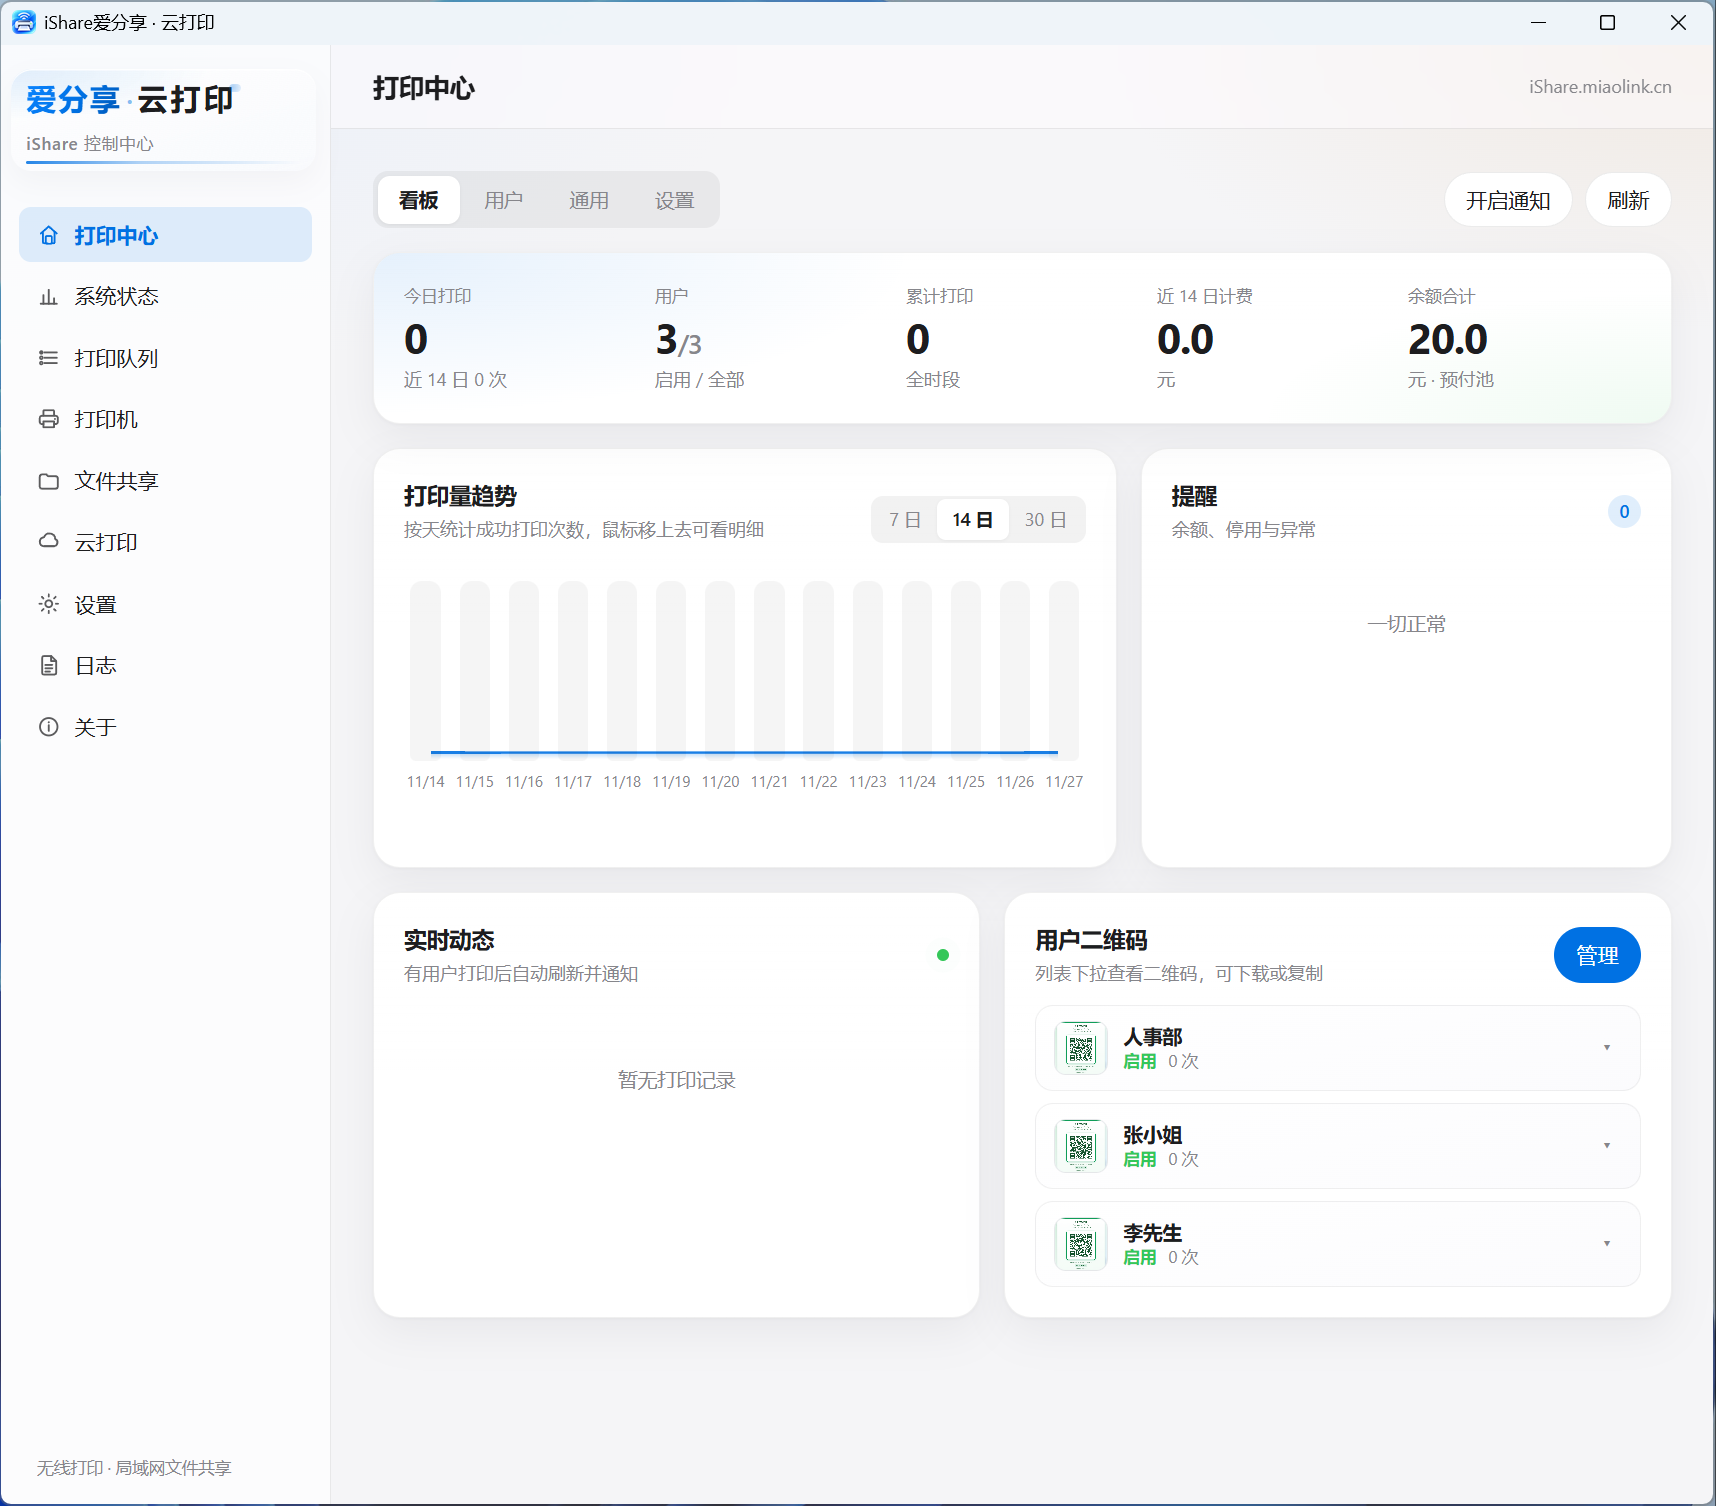 iShare爱分享 · 云打印
爱分享 · 云打印
iShare 控制中心
打印中心
系统状态
打印队列
打印机
文件共享
云打印
设置
日志
关于
无线打印 · 局域网文件共享
打印中心
iShare.miaolink.cn
看板 用户 通用 设置
开启通知 刷新
今日打印
0
近 14 日 0 次
用户
3/3
启用 / 全部
累计打印
0
全时段
近 14 日计费
0.0
元
余额合计
20.0
元 · 预付池
打印量趋势
按天统计成功打印次数，鼠标移上去可看明细
7 日 14 日 30 日
11/14 11/15 11/16 11/17 11/18 11/19 11/20 11/21 11/22 11/23 11/24 11/25 11/26 11/27
提醒
余额、停用与异常
0
一切正常
实时动态
有用户打印后自动刷新并通知
暂无打印记录
用户二维码
列表下拉查看二维码，可下载或复制
管理
人事部
启用 0 次
张小姐
启用 0 次
李先生
启用 0 次